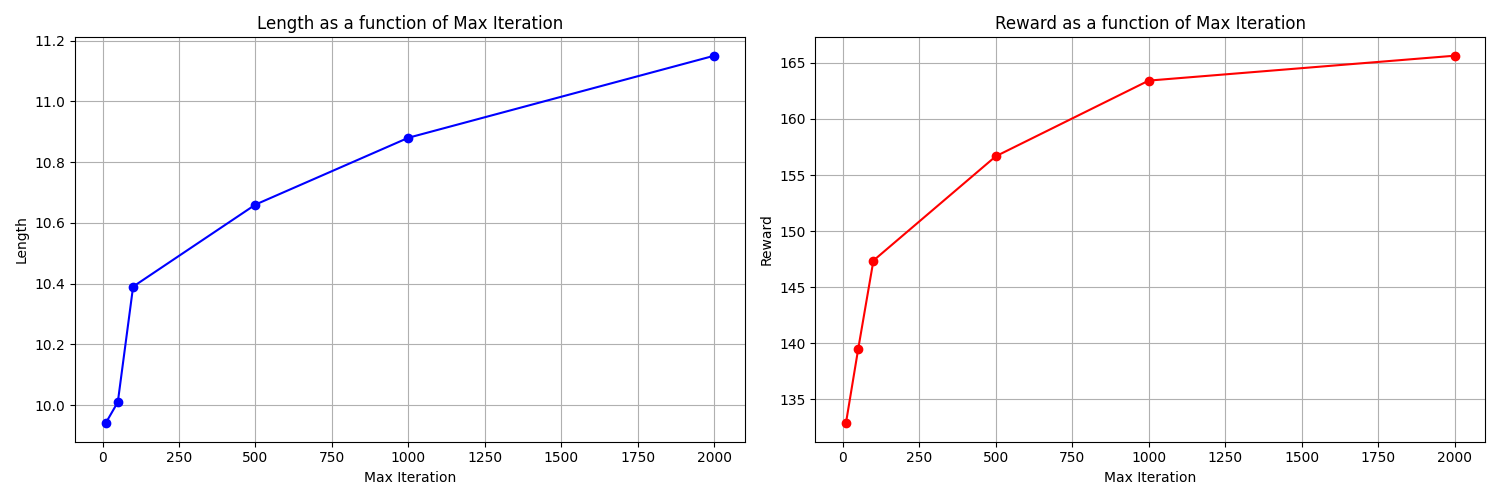 Length as a function of Max Iteration
11.2
11.0
10.8
10.6
10.4
10.2
10.0
Length
0 250 500 750 1000 1250 1500 1750 2000
Max Iteration
Reward as a function of Max Iteration
165
160
155
150
145
140
135
Reward
0 250 500 750 1000 1250 1500 1750 2000
Max Iteration